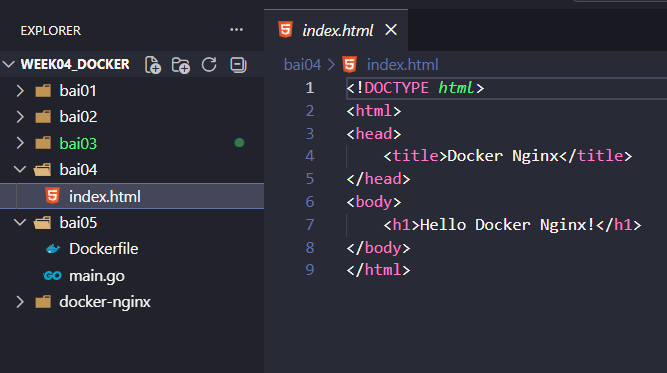 EXPLORER
WEEK04_DOCKER
bai01
bai02
bai03
bai04
index.html
bai05
Dockerfile
GO main.go
docker-nginx
index.html
bai04 > index.html
1 <!DOCTYPE html>
2 <html>
3 <head>
4     <title>Docker Nginx</title>
5 </head>
6 <body>
7     <h1>Hello Docker Nginx!</h1>
8 </body>
9 </html>